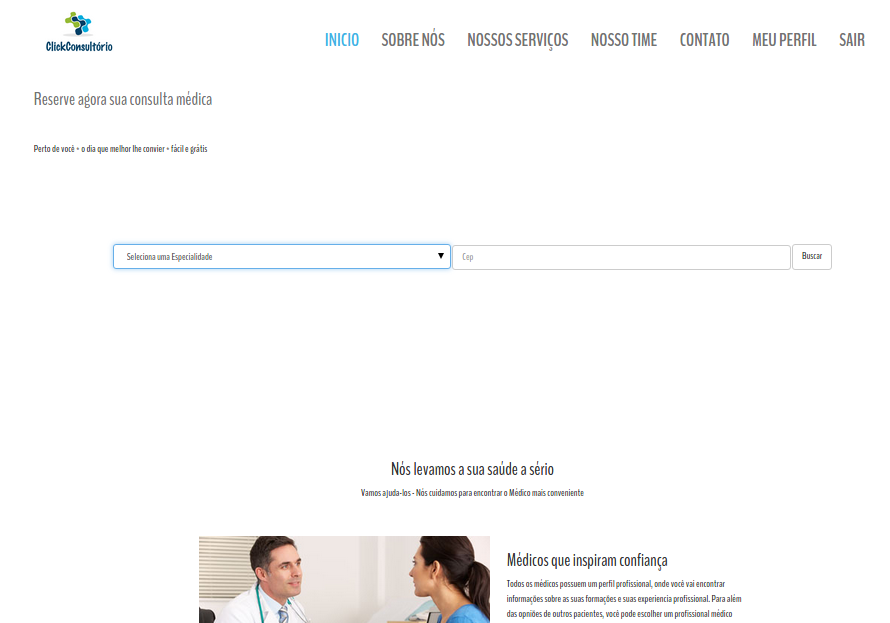 ClickConsultório
INICIO SOBRE NÓS NOSSOS SERVIÇOS NOSSO TIME CONTATO MEU PERFIL SAIR
Reserve agora sua consulta médica
Perto de você • o dia que melhor lhe convier • fácil e grátis
Seleciona uma Especialidade
Cep
Buscar
Nós levamos a sua saúde a sério
Vamos ajuda-los - Nós cuidamos para encontrar o Médico mais conveniente
Médicos que inspiram confiança
Todos os médicos possuem um perfil profissional, onde você vai encontrar
informações sobre as suas formações e suas experiencia profissional. Para além
das opniões de outros pacientes, você pode escolher um profissional médico